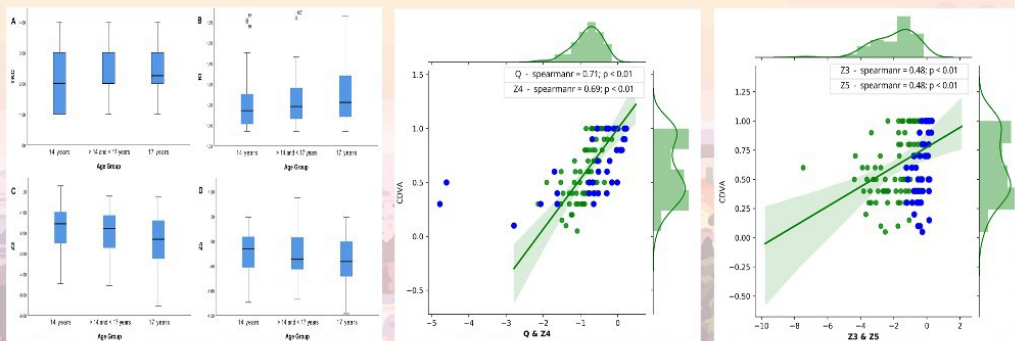 A
14 years
> 14 and < 17 years
17 years
Age Group
B
14 years
> 14 and < 17 years
17 years
Age Group
C
14 years
> 14 and < 17 years
17 years
Age Group
D
Z5
14 years
> 14 and < 17 years
17 years
Age Group
Q - spearmanr = 0.71; p < 0.01
Z4 - spearmanr = 0.69; p < 0.01
1.5
1.0
0.5
0.0
−0.5
CDVA
−5 −4 −3 −2 −1 0
Q & Z4
Z3 - spearmanr = 0.48; p < 0.01
Z5 - spearmanr = 0.48; p < 0.01
1.25
1.00
0.75
0.50
0.25
0.00
−0.25
−0.50
CDVA
−10 −8 −6 −4 −2 0 2
Z3 & Z5